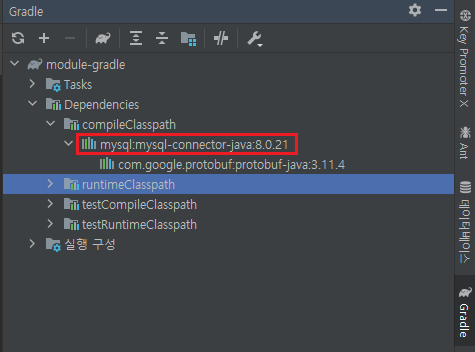 Gradle
module-gradle
Tasks
Dependencies
compileClasspath
mysql:mysql-connector-java:8.0.21
com.google.protobuf:protobuf-java:3.11.4
runtimeClasspath
testCompileClasspath
testRuntimeClasspath
실행 구성
Key Promoter X
Ant
데이터베이스
Gradle